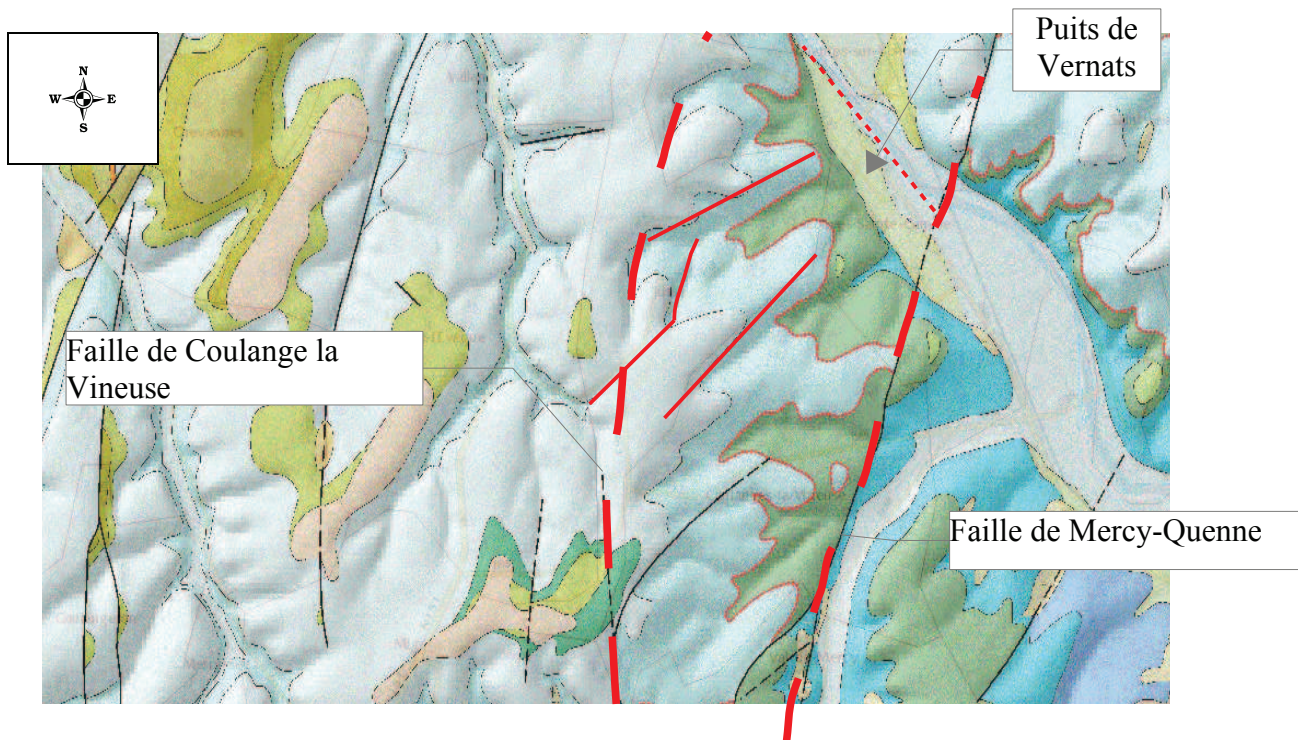 Puits de
Vernats
N
W E
S
Faille de Coulange la
Vineuse
Faille de Mercy-Quenne